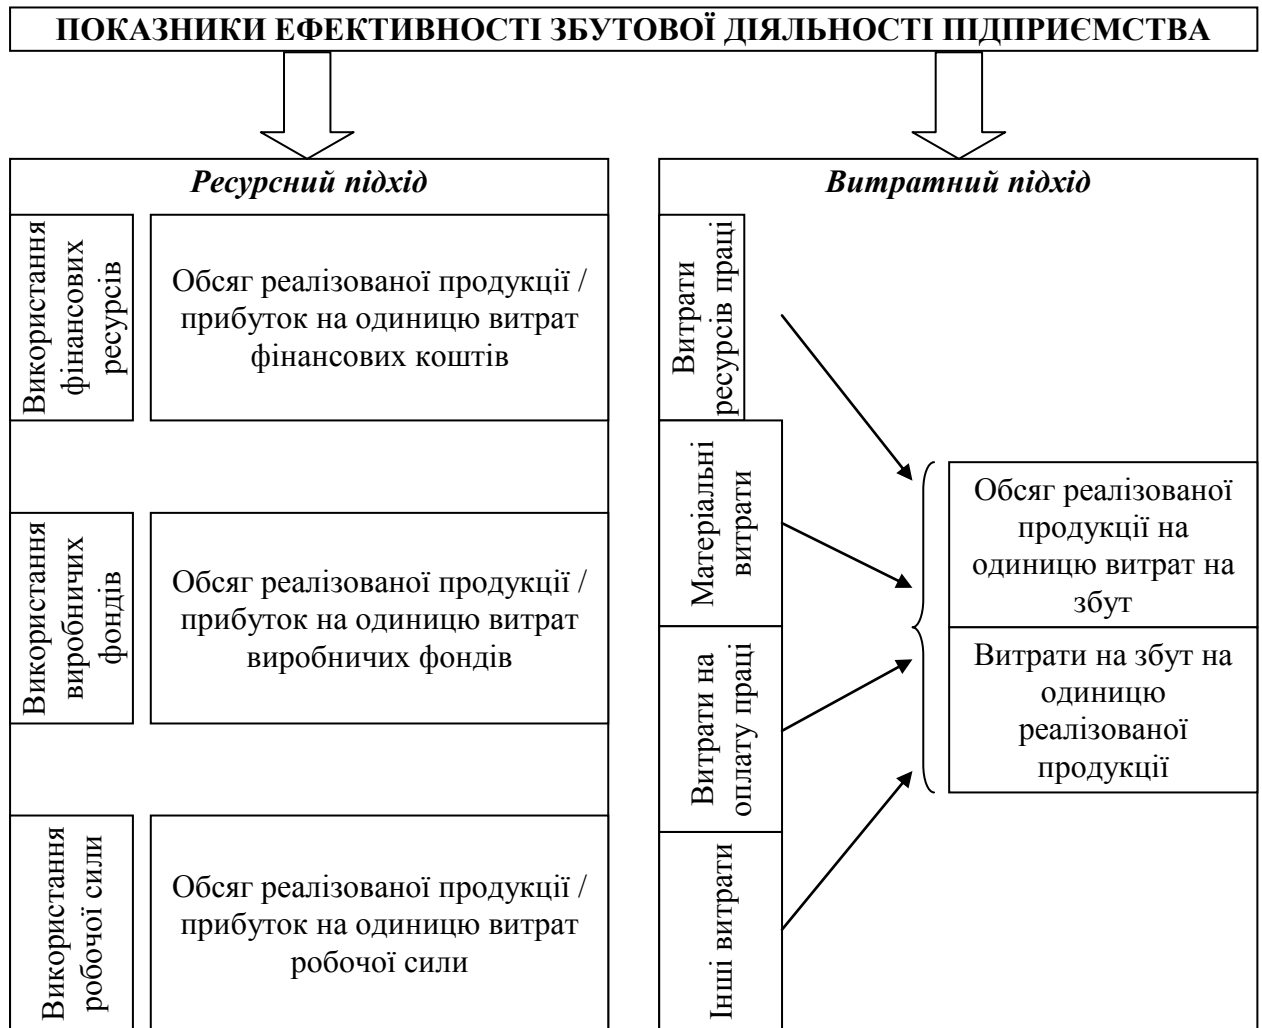 ПОКАЗНИКИ ЕФЕКТИВНОСТІ ЗБУТОВОЇ ДІЯЛЬНОСТІ ПІДПРИЄМСТВА
Ресурсний підхід
Використання
фінансових
ресурсів
Обсяг реалізованої продукції /
прибуток на одиницю витрат
фінансових коштів
Використання
виробничих
фондів
Обсяг реалізованої продукції /
прибуток на одиницю витрат
виробничих фондів
Використання
робочої сили
Обсяг реалізованої продукції /
прибуток на одиницю витрат
робочої сили
Витратний підхід
Витрати
ресурсів праці
Матеріальні
витрати
Витрати на
оплату праці
Інші витрати
Обсяг реалізованої
продукції на
одиницю витрат на
збут
Витрати на збут на
одиницю
реалізованої
продукції